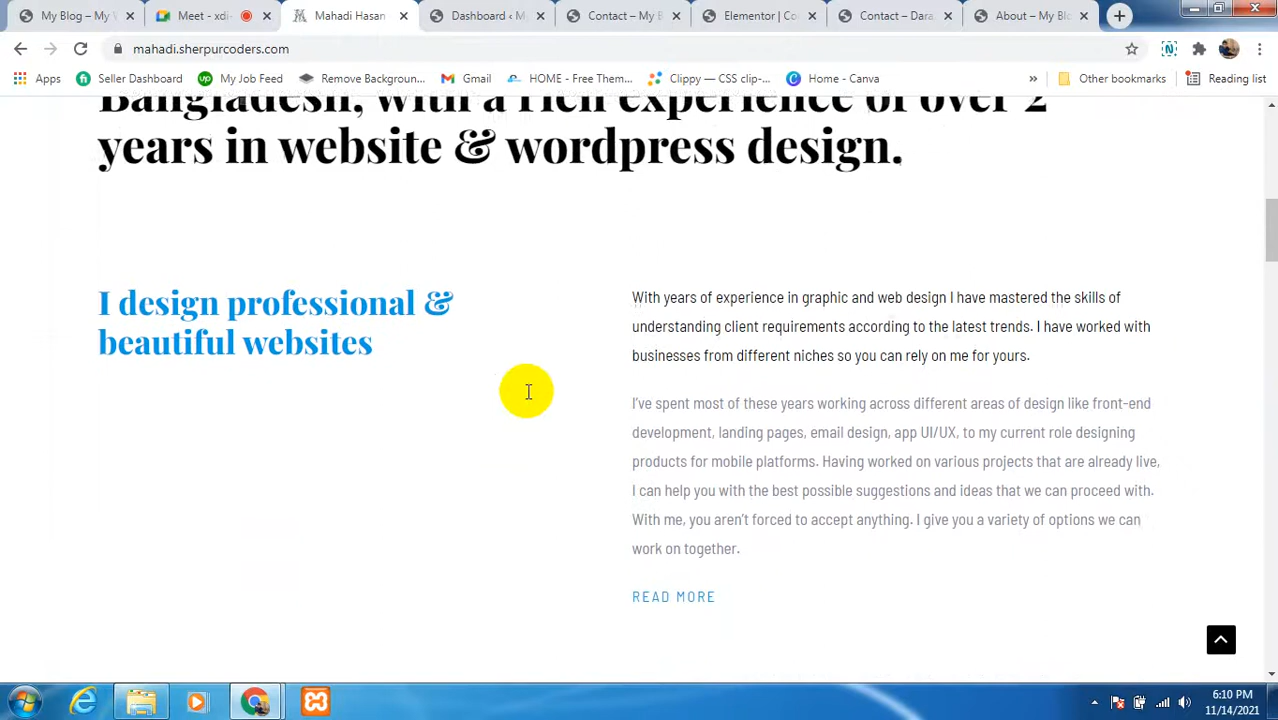 My Blog – My W
Meet - xdi-
Mahadi Hasan
Dashboard ‹ M
Contact – My B
Elementor | Co
Contact – Dara
About – My Blo
mahadi.sherpurcoders.com
Apps
Seller Dashboard
My Job Feed
Remove Backgroun...
Gmail
HOME - Free Them...
Clippy — CSS clip-...
Home - Canva
»
Other bookmarks
Reading list
Bangladesh, with a rich experience of over 2
years in website & wordpress design.
I design professional &
beautiful websites
With years of experience in graphic and web design I have mastered the skills of
understanding client requirements according to the latest trends. I have worked with
businesses from different niches so you can rely on me for yours.
I've spent most of these years working across different areas of design like front-end
development, landing pages, email design, app UI/UX, to my current role designing
products for mobile platforms. Having worked on various projects that are already live,
I can help you with the best possible suggestions and ideas that we can proceed with.
With me, you aren't forced to accept anything. I give you a variety of options we can
work on together.
READ MORE
6:10 PM
11/14/2021